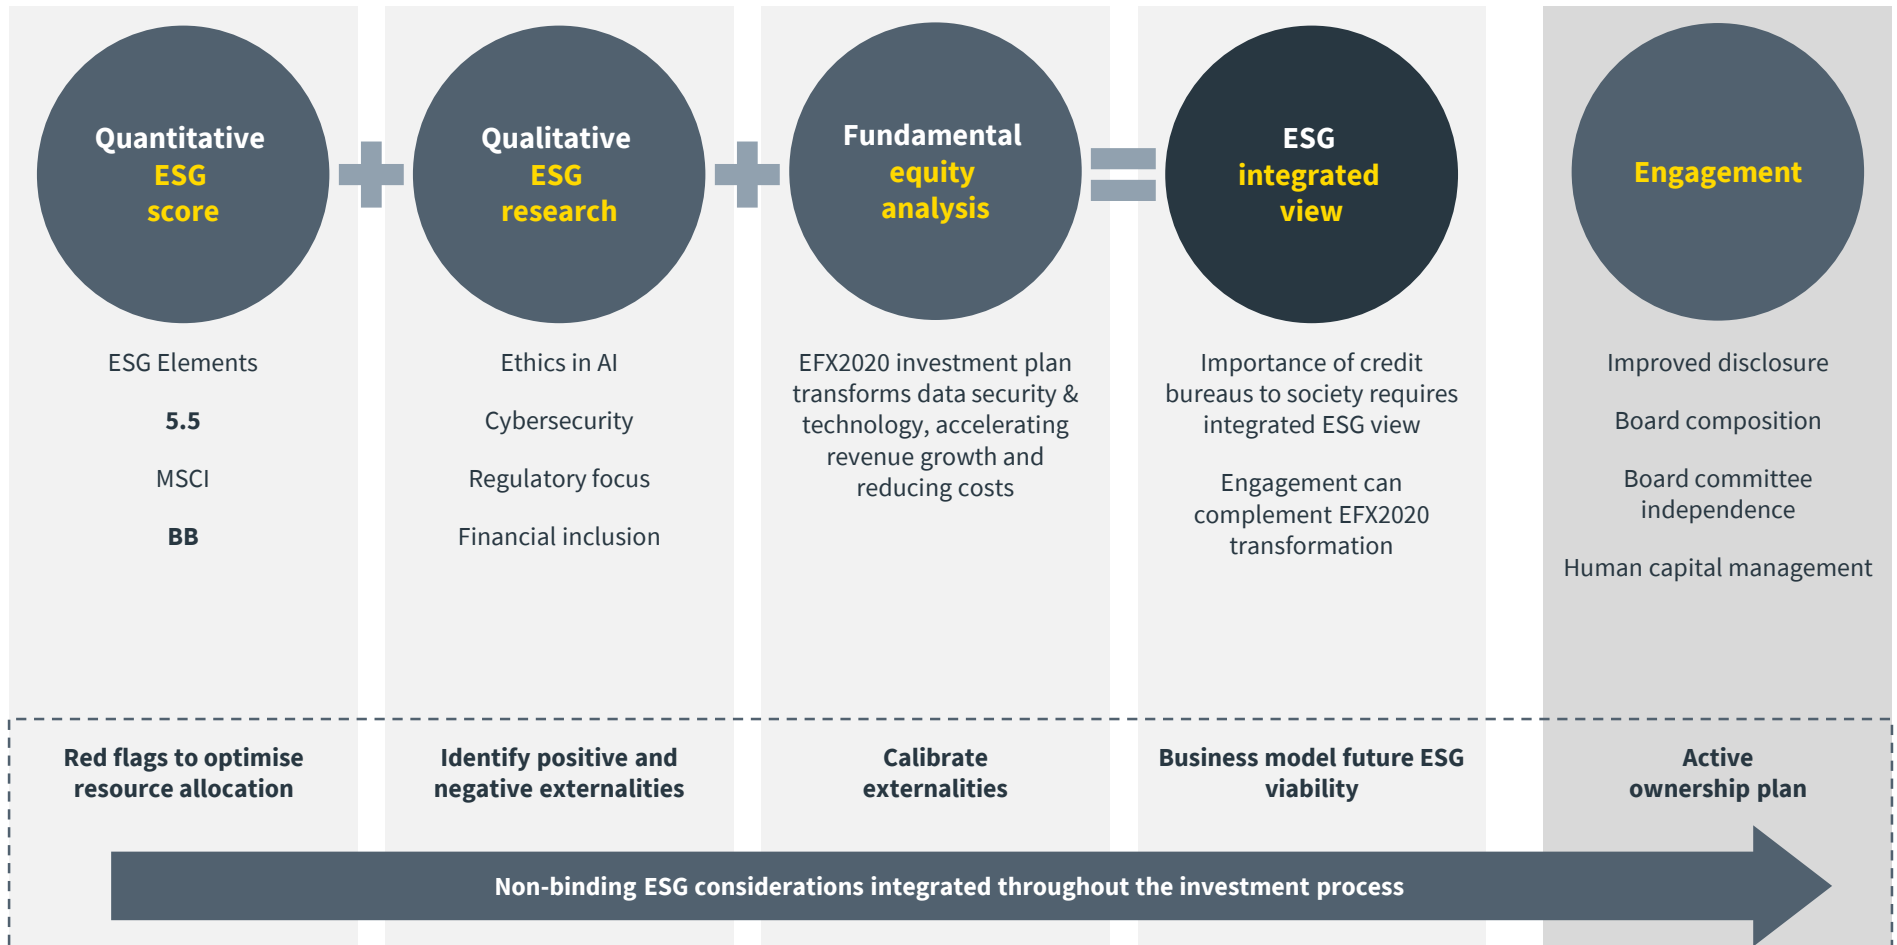 Quantitative
ESG
score
Qualitative
ESG
research
Fundamental
equity
analysis
ESG
integrated
view
Engagement
ESG Elements
5.5
MSCI
BB
Ethics in AI
Cybersecurity
Regulatory focus
Financial inclusion
EFX2020 investment plan
transforms data security &
technology, accelerating
revenue growth and
reducing costs
Importance of credit
bureaus to society requires
integrated ESG view
Engagement can
complement EFX2020
transformation
Improved disclosure
Board composition
Board committee
independence
Human capital management
Red flags to optimise
resource allocation
Identify positive and
negative externalities
Calibrate
externalities
Business model future ESG
viability
Active
ownership plan
Non-binding ESG considerations integrated throughout the investment process